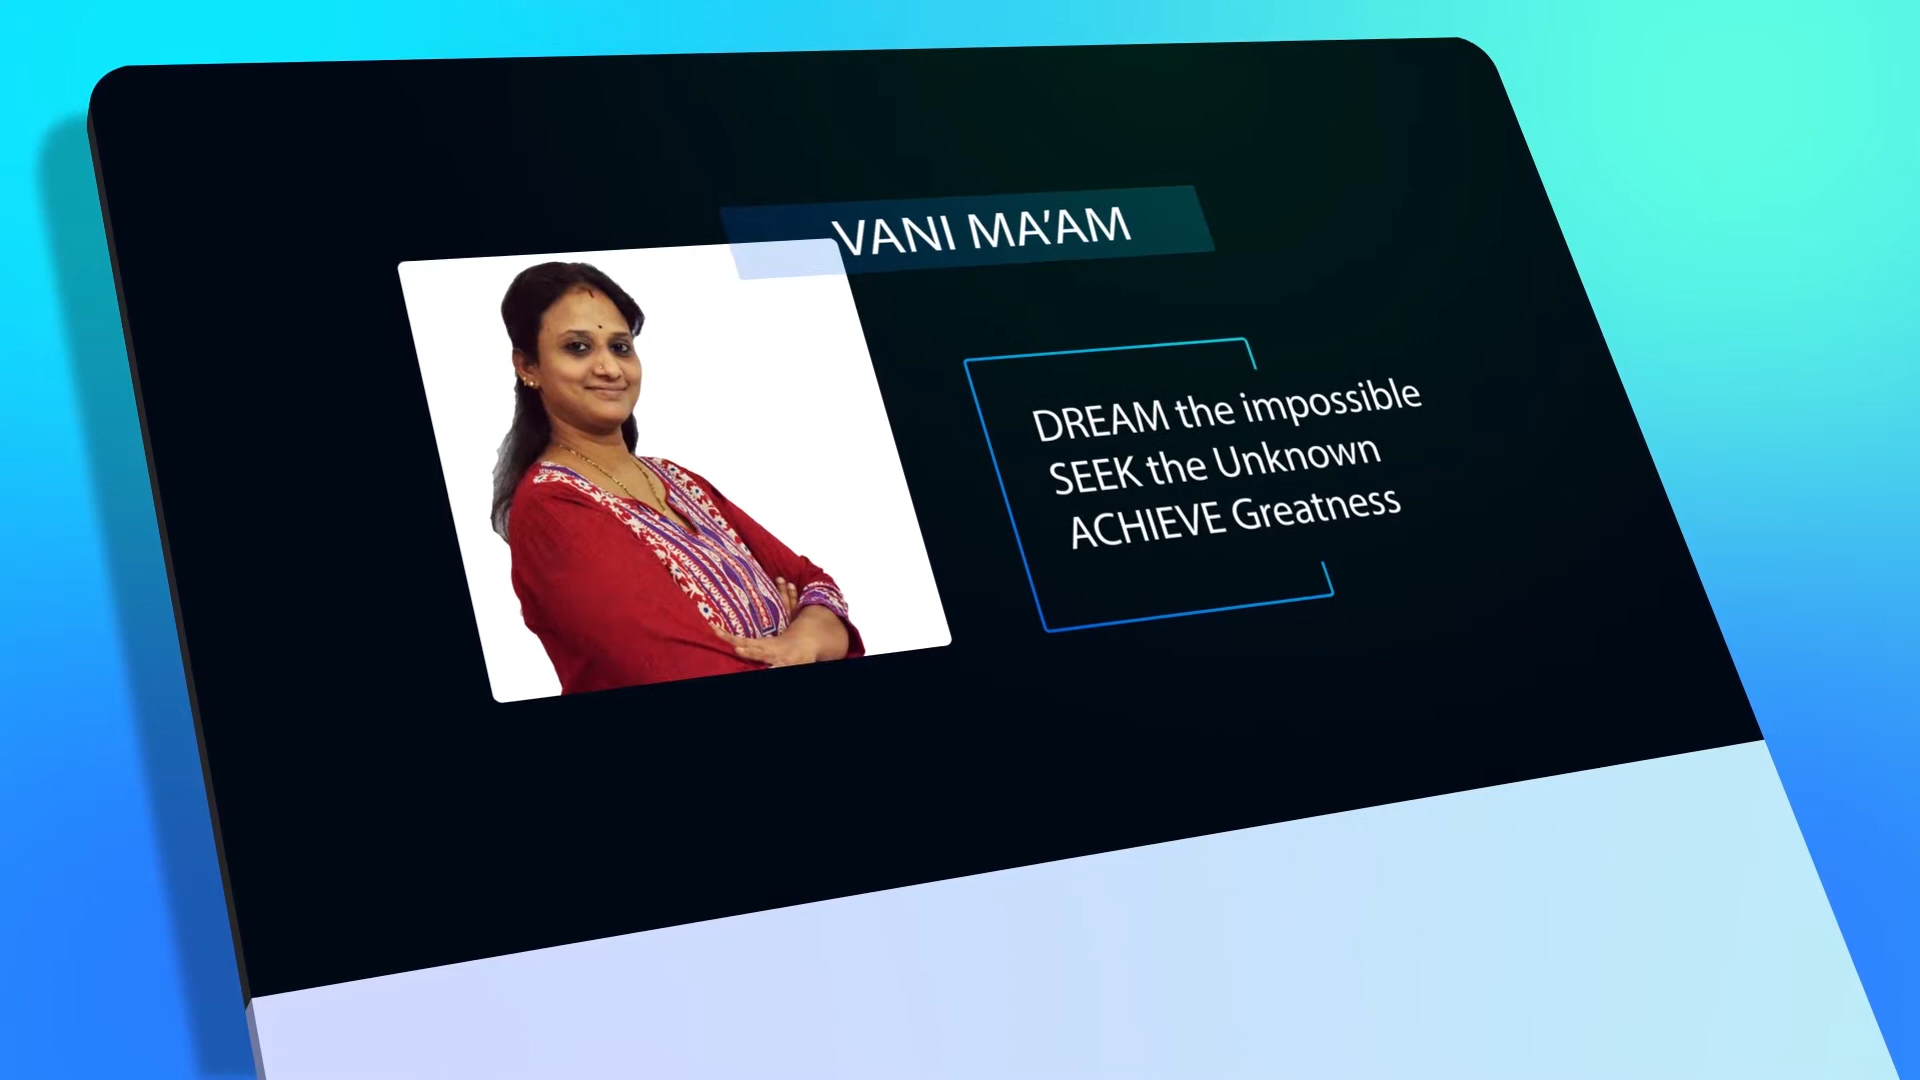 VANI MA’AM
DREAM the impossible
SEEK the Unknown
ACHIEVE Greatness